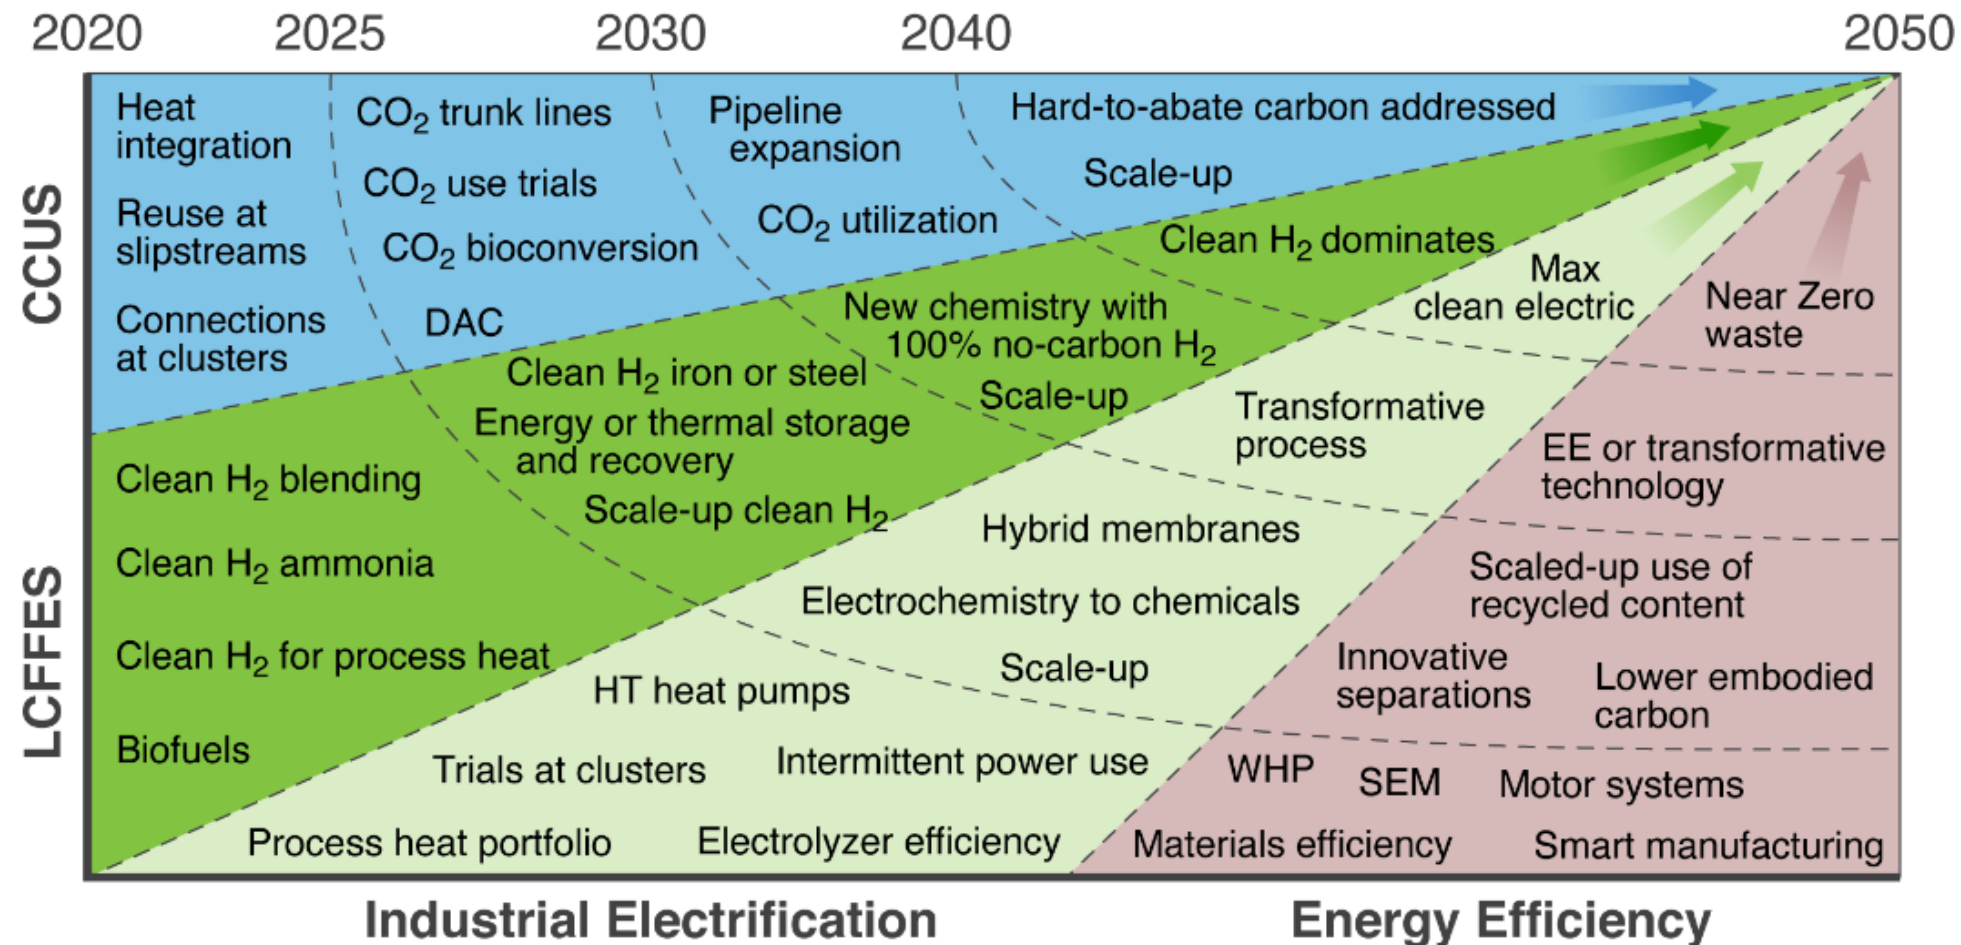 2020 2025 2030 2040 2050
CCUS
Heat
integration
Reuse at
slipstreams
Connections
at clusters
CO₂ trunk lines
CO₂ use trials
CO₂ bioconversion
DAC
Pipeline
expansion
CO₂ utilization
Hard-to-abate carbon addressed
Scale-up
LCFFES
Clean H₂ blending
Clean H₂ ammonia
Clean H₂ for process heat
Biofuels
Clean H₂ iron or steel
Energy or thermal storage
and recovery
Scale-up clean H₂
New chemistry with
100% no-carbon H₂
Scale-up
Clean H₂ dominates
HT heat pumps
Trials at clusters
Intermittent power use
Process heat portfolio
Electrolyzer efficiency
Hybrid membranes
Electrochemistry to chemicals
Scale-up
Transformative
process
Max
clean electric
WHP
SEM
Motor systems
Materials efficiency
Smart manufacturing
Scaled-up use of
recycled content
Innovative
separations
Lower embodied
carbon
EE or transformative
technology
Near Zero
waste
Industrial Electrification
Energy Efficiency